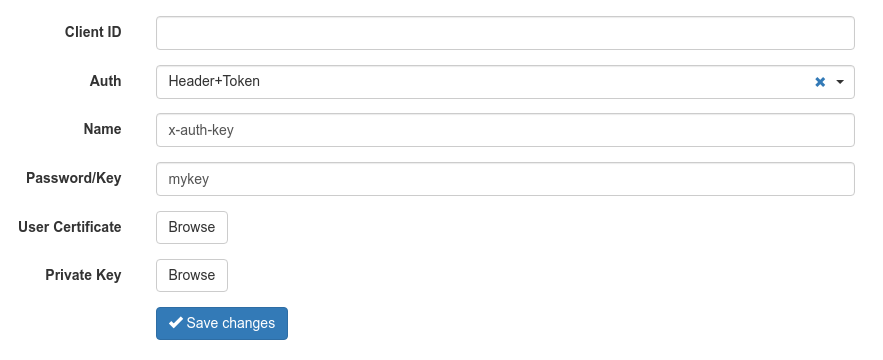 Client ID
Auth
Header+Token
Name
x-auth-key
Password/Key
mykey
User Certificate
Browse
Private Key
Browse
Save changes